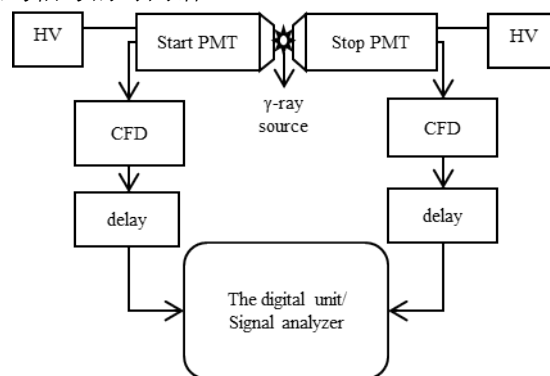 HV
Start PMT
Stop PMT
HV
γ-ray
source
CFD
CFD
delay
delay
The digital unit/
Signal analyzer